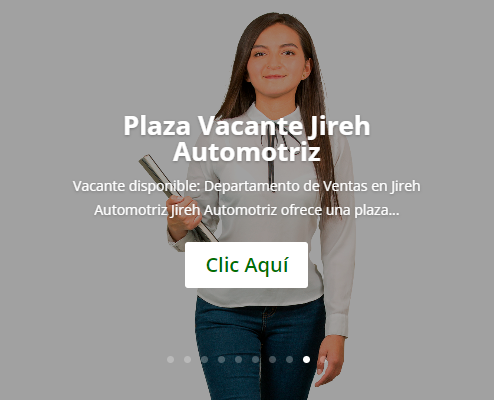 Plaza Vacante Jireh
Automotriz
Vacante disponible: Departamento de Ventas en Jireh
Automotriz Jireh Automotriz ofrece una plaza...
Clic Aquí